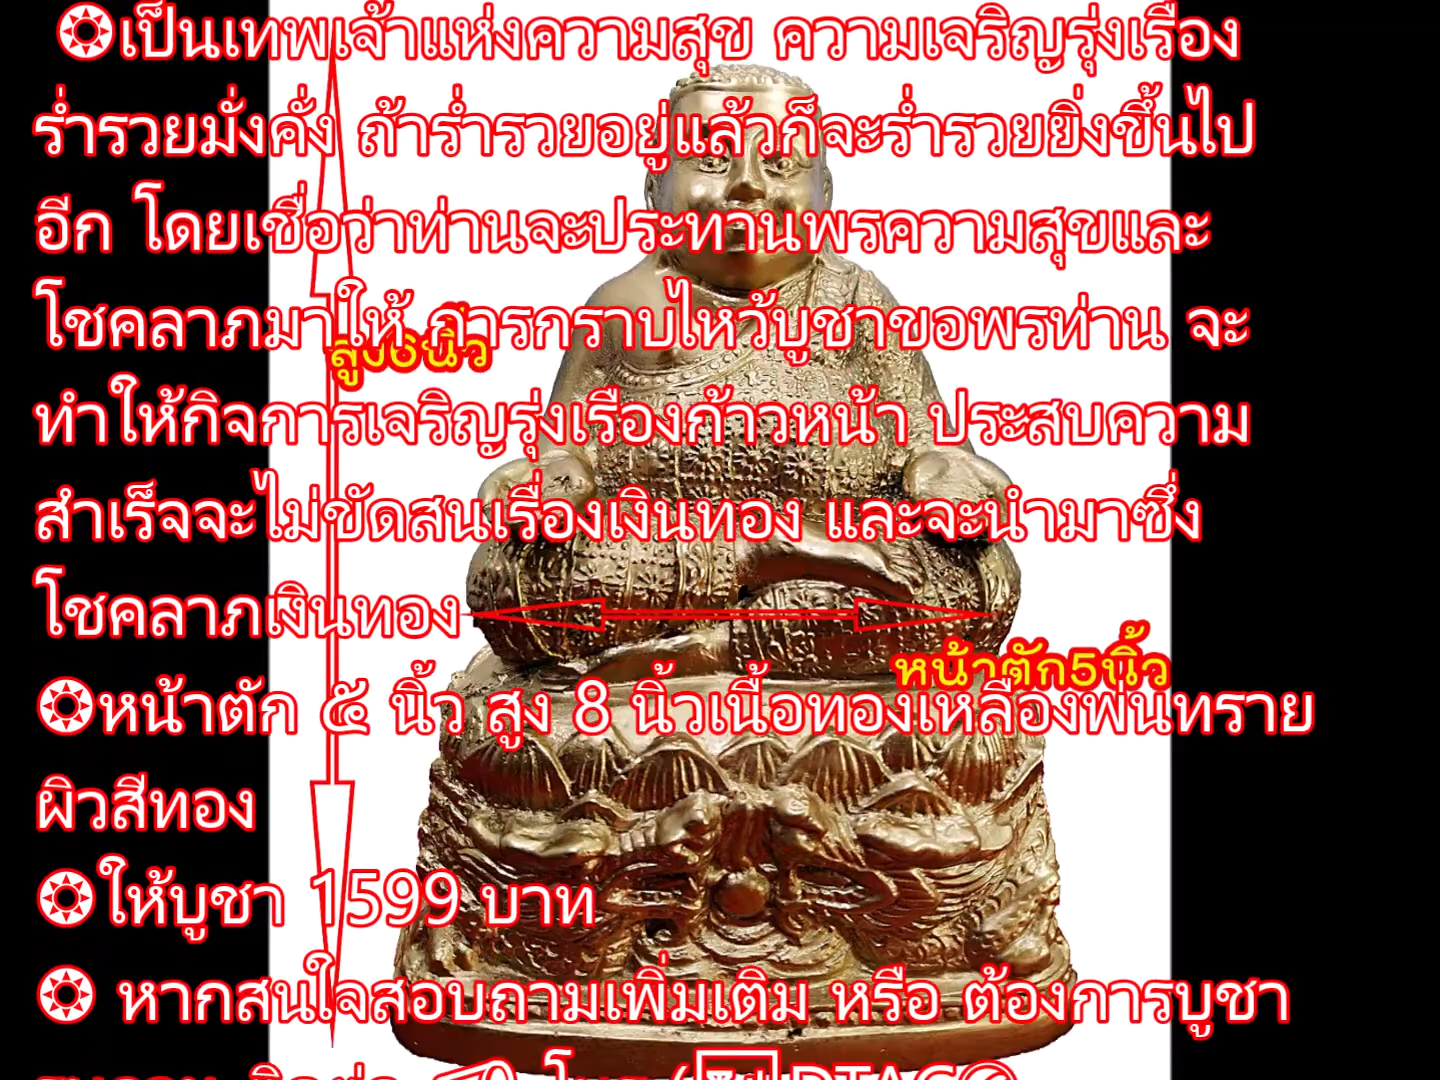 ❂เป็นเทพเจ้าแห่งความสุข ความเจริญรุ่งเรือง
ร่ำรวยมั่งคั่ง ถ้าร่ำรวยอยู่แล้วก็จะร่ำรวยยิ่งขึ้นไป
อีก โดยเชื่อว่าท่านจะประทานพรความสุขและ
โชคลาภมาให้ การกราบไหว้บูชาขอพรท่าน จะ
สูง8นิ้ว
ทำให้กิจการเจริญรุ่งเรืองก้าวหน้า ประสบความ
สำเร็จจะไม่ขัดสนเรื่องเงินทอง และจะนำมาซึ่ง
โชคลาภเงินทอง
หน้าตัก5นิ้ว
❂หน้าตัก ๕ นิ้ว สูง 8 นิ้วเนื้อทองเหลืองพ่นทราย
ผิวสีทอง
❂ให้บูชา 1599 บาท
❂ หากสนใจสอบถามเพิ่มเติม หรือ ต้องการบูชา